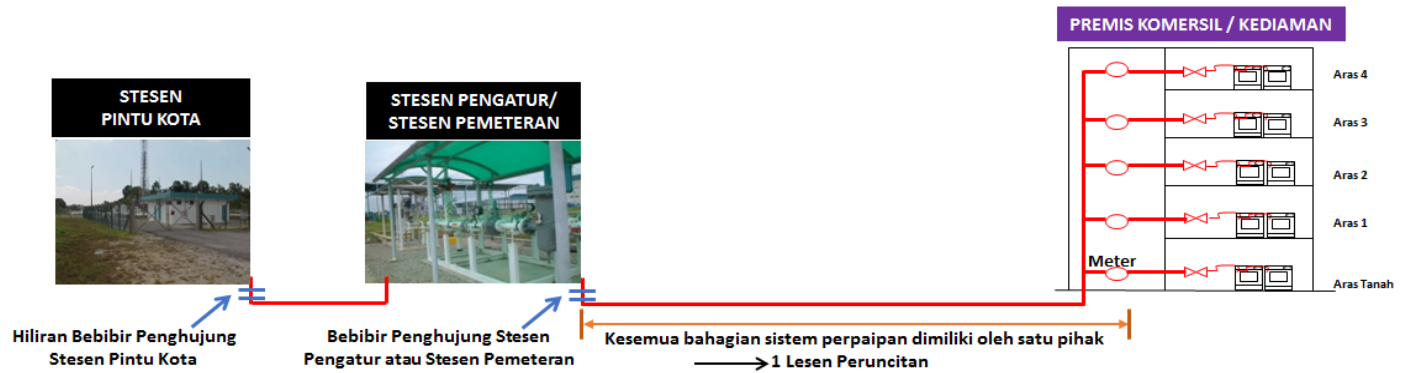 PREMIS KOMERSIL / KEDIAMAN
STESEN
PINTU KOTA
STESEN PENGATUR/
STESEN PEMETERAN
Aras 4
Aras 3
Aras 2
Aras 1
Meter
Aras Tanah
Hiliran Bebibir Penghujung
Stesen Pintu Kota
Bebibir Penghujung Stesen
Pengatur atau Stesen Pemeteran
Kesemua bahagian sistem perpaipan dimiliki oleh satu pihak
1 Lesen Peruncitan